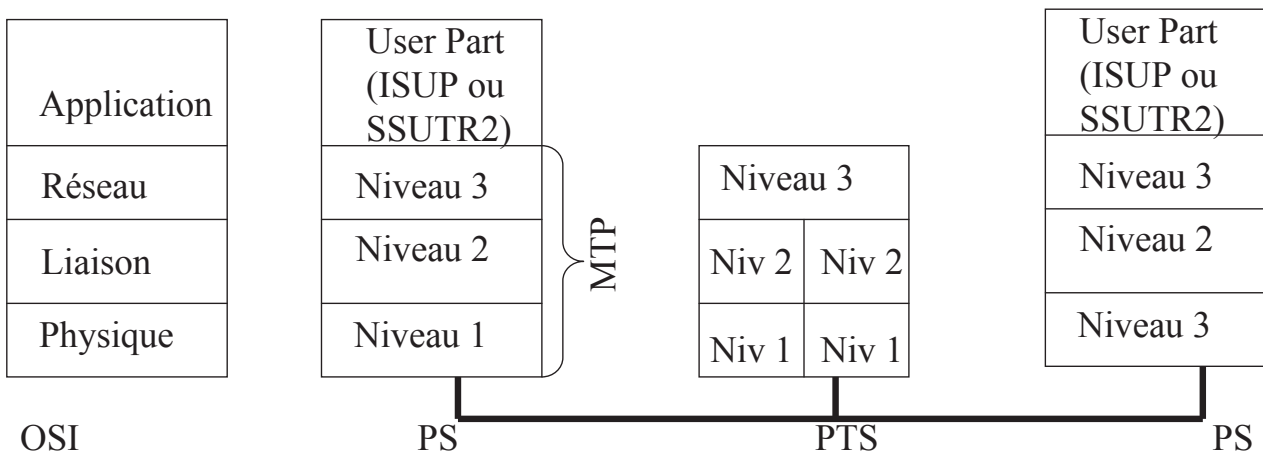 Application
Réseau
Liaison
Physique
OSI
User Part
(ISUP ou
SSUTR2)
Niveau 3
Niveau 2
Niveau 1
MTP
PS
Niveau 3
Niv 2 Niv 2
Niv 1 Niv 1
PTS
User Part
(ISUP ou
SSUTR2)
Niveau 3
Niveau 2
Niveau 3
PS